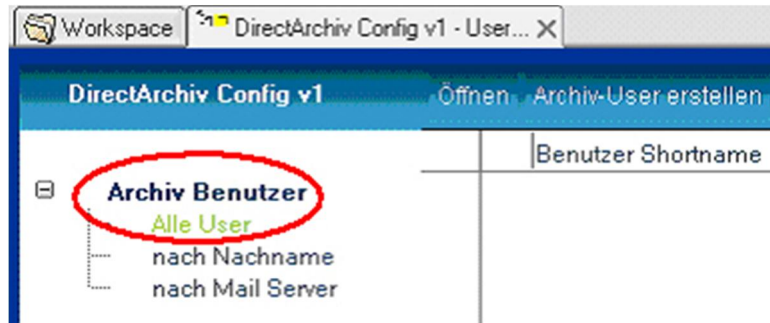 Workspace DirectArchiv Config v1 - User...
DirectArchiv Config v1 Öffnen Archiv-User erstellen
Benutzer Shortname
Archiv Benutzer
Alle User
nach Nachname
nach Mail Server